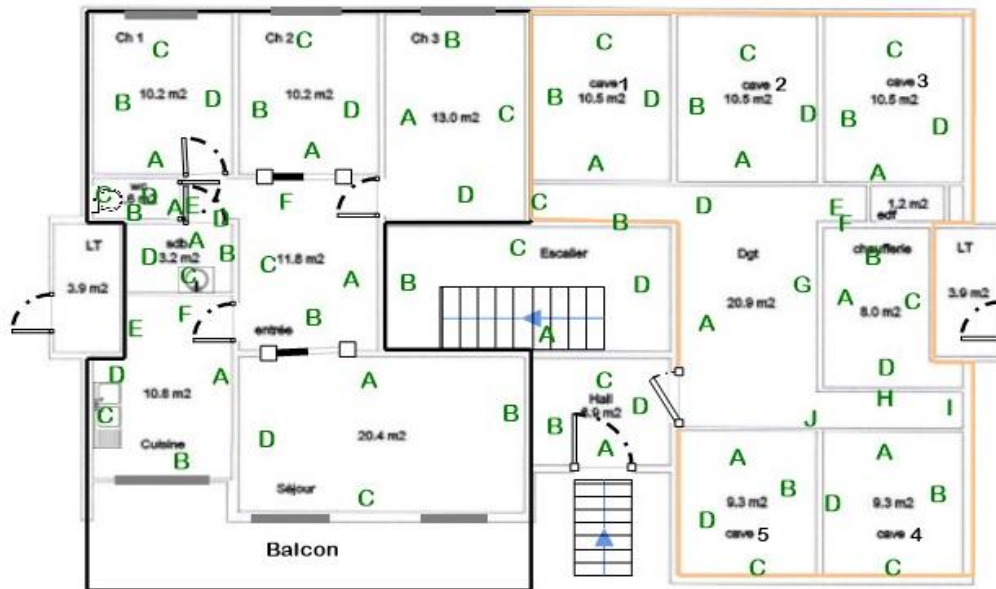 Ch 1
C
B
D
10.2 m2
A
Ch 2
C
B
D
10.2 m2
A
Ch 3
B
A
C
13.0 m2
D
C
cave 1
B
D
10.5 m2
A
C
cave 2
B
D
10.5 m2
A
C
cave 3
B
D
10.5 m2
A
wc
C
D
B
A
E
D
F
C
B
D
E
F
1.2 m2
edf
LT
3.9 m2
sdb
A
B
D
3.2 m2
C
C
11.8 m2
A
B
entrée
C
Escalier
B
D
A
Dgt
G
20.9 m2
A
chaufferie
B
A
C
8.0 m2
D
LT
3.9 m2
E
F
D
A
10.8 m2
C
Cuisine
B
A
B
D
20.4 m2
Séjour
C
C
Hall
D
B
A
H
I
J
A
B
9.3 m2
D
cave 5
C
A
B
D
9.3 m2
cave 4
C
Balcon